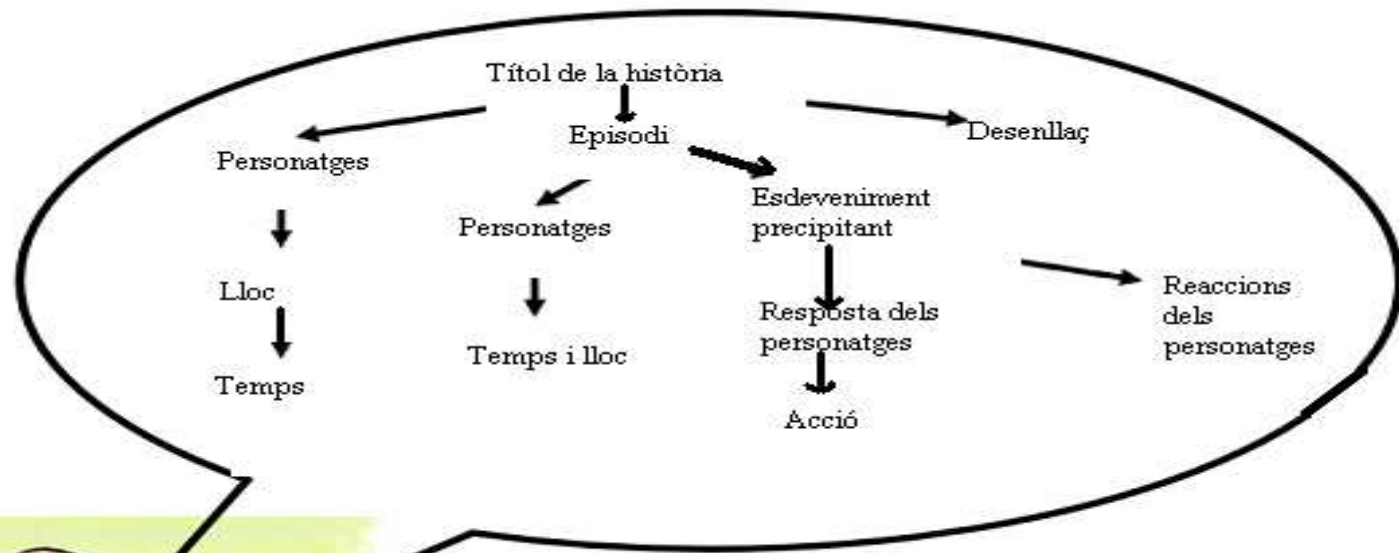 Títol de la història
Episodi
Desenllaç
Personatges
Esdeveniment
precipitant
Personatges
Lloc
Reaccions
dels
personatges
Resposta dels
personatges
Temps i lloc
Temps
Acció